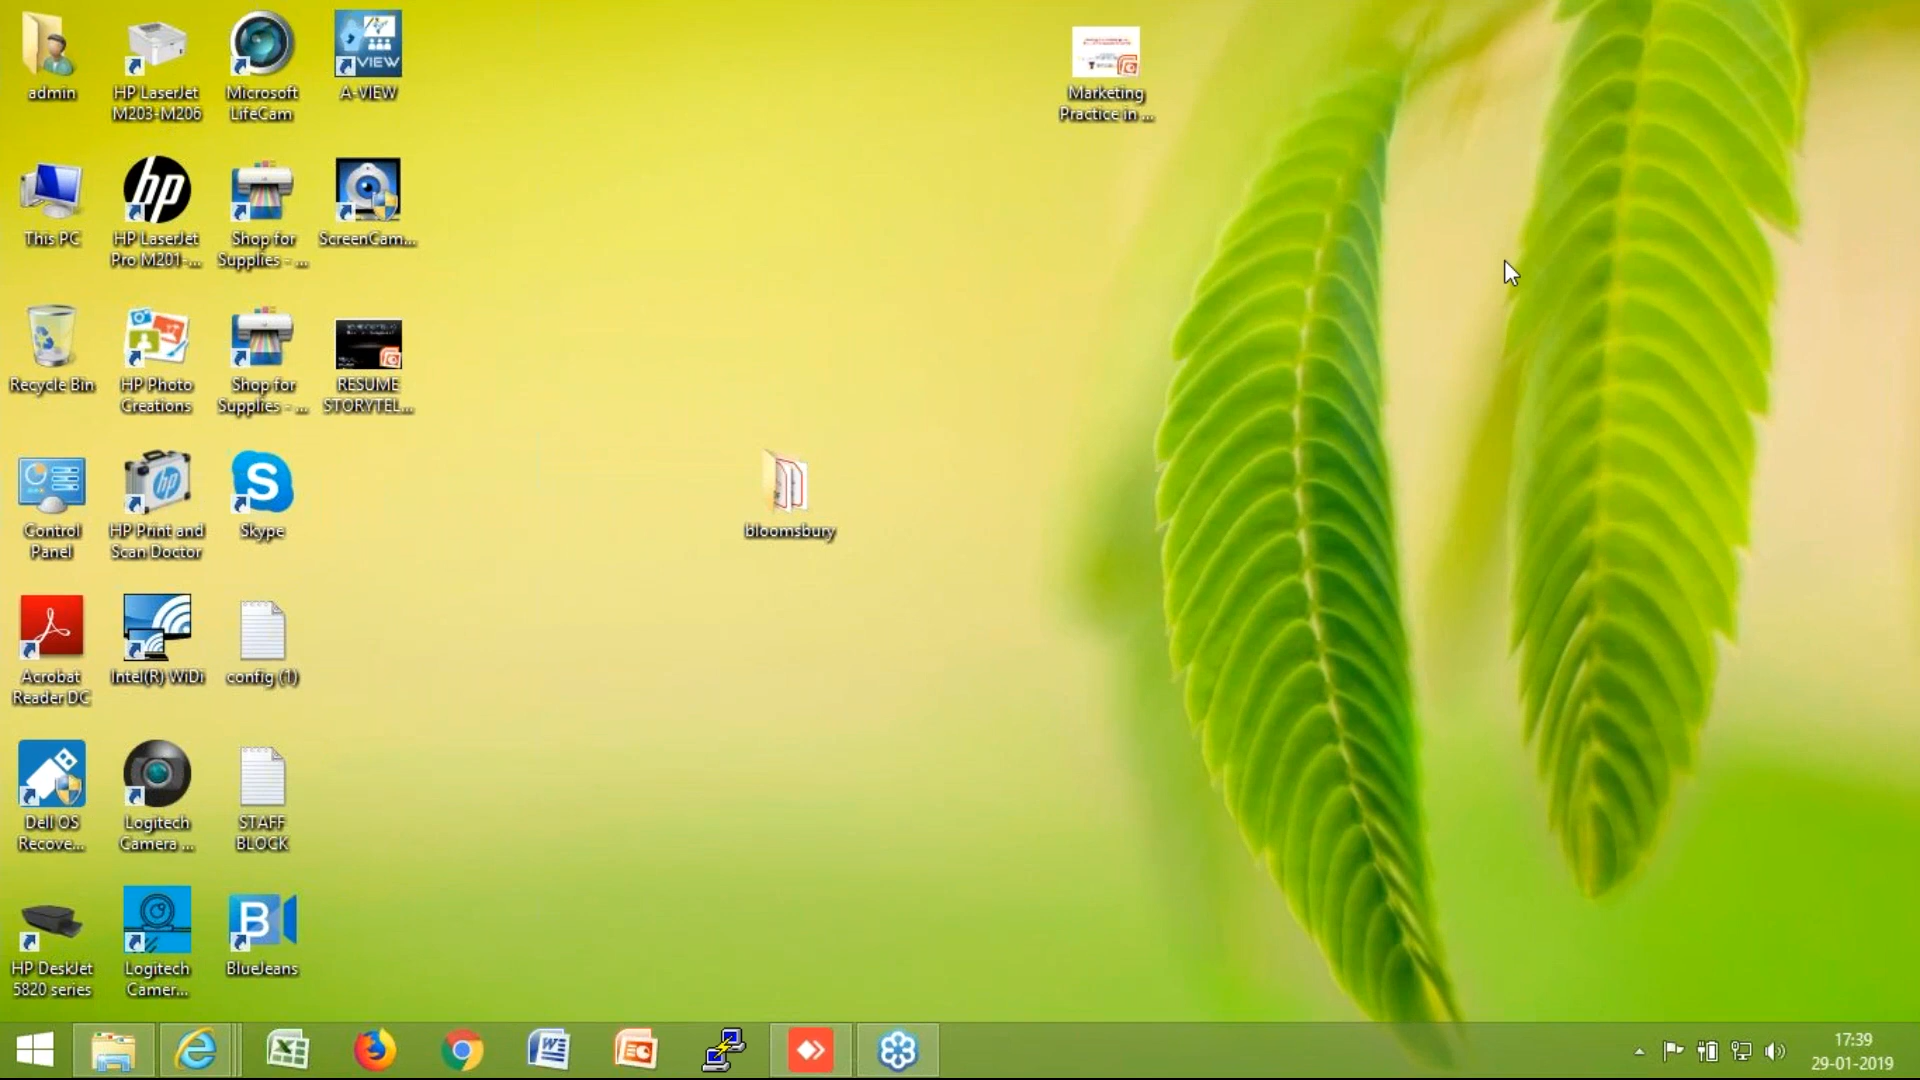 admin
HP LaserJet
M203-M206
Microsoft
LifeCam
VIEW
A-VIEW
Marketing
Practice in ...
This PC
hp
HP LaserJet
Pro M201-...
Shop for
Supplies - ...
ScreenCam...
Recycle Bin
HP Photo
Creations
Shop for
Supplies - ...
RESUME
STORYTEL...
Control
Panel
hp
HP Print and
Scan Doctor
S
Skype
bloomsbury
Acrobat
Reader DC
Intel(R) WiDi
config (1)
Dell OS
Recove...
Logitech
Camera ...
STAFF
BLOCK
HP DeskJet
5820 series
Logitech
Camer...
B
BlueJeans
17:39
29-01-2019